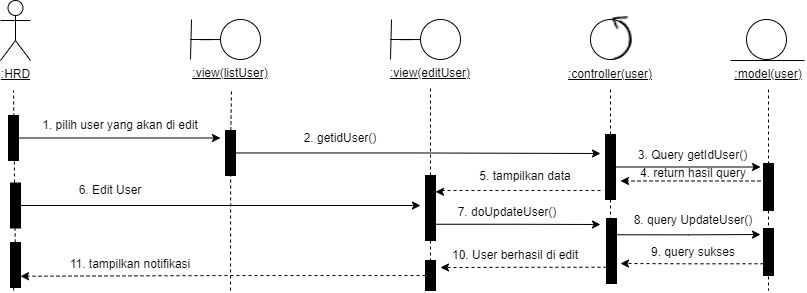 :HRD
:view(listUser)
:view(editUser)
:controller(user)
:model(user)
1. pilih user yang akan di edit
2. getidUser()
3. Query getIdUser()
4. return hasil query
5. tampilkan data
6. Edit User
7. doUpdateUser()
8. query UpdateUser()
9. query sukses
10. User berhasil di edit
11. tampilkan notifikasi